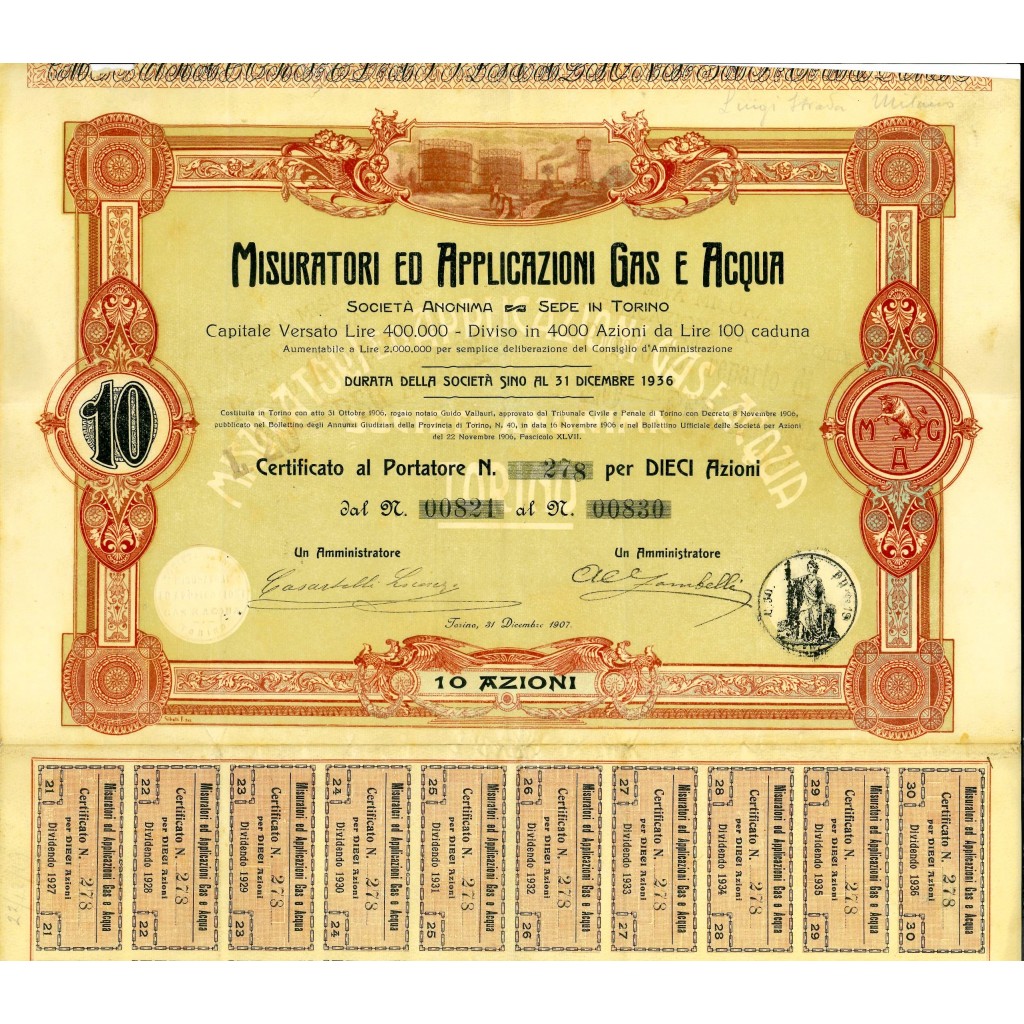 Luigi Strada Milano
MISURATORI ED APPLICAZIONI GAS E ACQUA
SOCIETÀ ANONIMA SEDE IN TORINO
Capitale Versato Lire 400.000 - Diviso in 4000 Azioni da Lire 100 caduna
Aumentabile a Lire 2.000.000 per semplice deliberazione del Consiglio d'Amministrazione
DURATA DELLA SOCIETÀ SINO AL 31 DICEMBRE 1936
Costituita in Torino con atto 31 Ottobre 1906, rogaio notaio Guido Vallauri, approvato dal Tribunale Civile e Penale di Torino con Decreto 8 Novembre 1906,
pubblicato nel Bollettino degli Annunzi Giudiziari della Provincia di Torino, N. 40, in data 16 Novembre 1906 e nel Bollettino Ufficiale delle Società per Azioni
del 22 Novembre 1906, Fascicolo XLVII.
10
M G
A
Certificato al Portatore N. 278 per DIECI Azioni
dal N. 00821 al N. 00830
Un Amministratore
Un Amministratore
Zambelli
Torino, 31 Dicembre 1907.
10 AZIONI
Misuratori ed Applicazioni Gas e Acqua
Certificato N. 278
per DIECI Azioni
21 Dividendo 1927 21
Misuratori ed Applicazioni Gas e Acqua
Certificato N. 278
per DIECI Azioni
22 Dividendo 1928 22
Misuratori ed Applicazioni Gas e Acqua
Certificato N. 278
per DIECI Azioni
23 Dividendo 1929 23
Misuratori ed Applicazioni Gas e Acqua
Certificato N. 278
per DIECI Azioni
24 Dividendo 1930 24
Misuratori ed Applicazioni Gas e Acqua
Certificato N. 278
per DIECI Azioni
25 Dividendo 1931 25
Misuratori ed Applicazioni Gas e Acqua
Certificato N. 278
per DIECI Azioni
26 Dividendo 1932 26
Misuratori ed Applicazioni Gas e Acqua
Certificato N. 278
per DIECI Azioni
27 Dividendo 1933 27
Misuratori ed Applicazioni Gas e Acqua
Certificato N. 278
per DIECI Azioni
28 Dividendo 1934 28
Misuratori ed Applicazioni Gas e Acqua
Certificato N. 278
per DIECI Azioni
29 Dividendo 1935 29
Misuratori ed Applicazioni Gas e Acqua
Certificato N. 278
per DIECI Azioni
30 Dividendo 1936 30